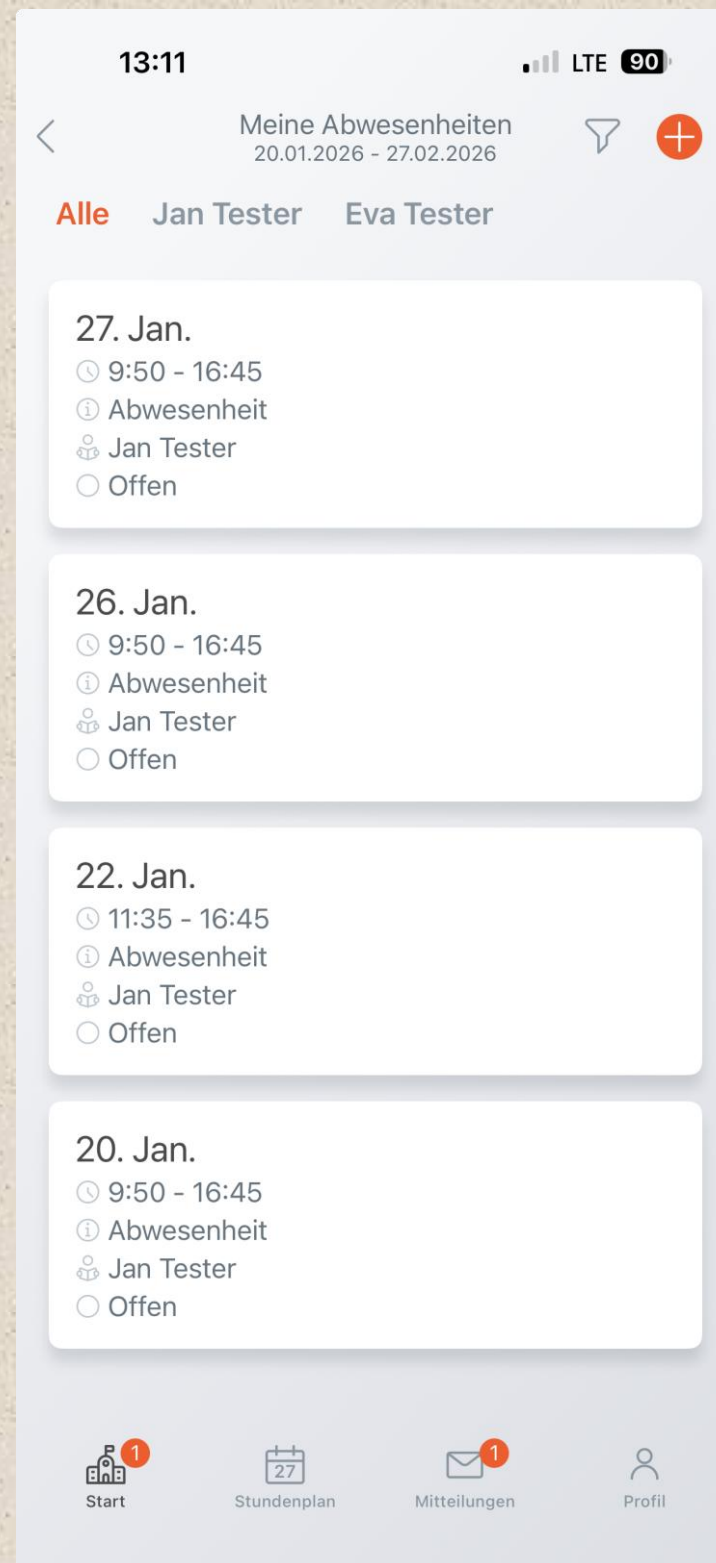 13:11
LTE 90
Meine Abwesenheiten
20.01.2026 - 27.02.2026
Alle Jan Tester Eva Tester
27. Jan.
9:50 - 16:45
Abwesenheit
Jan Tester
Offen
26. Jan.
9:50 - 16:45
Abwesenheit
Jan Tester
Offen
22. Jan.
11:35 - 16:45
Abwesenheit
Jan Tester
Offen
20. Jan.
9:50 - 16:45
Abwesenheit
Jan Tester
Offen
1 27 1
Start Stundenplan Mitteilungen Profil